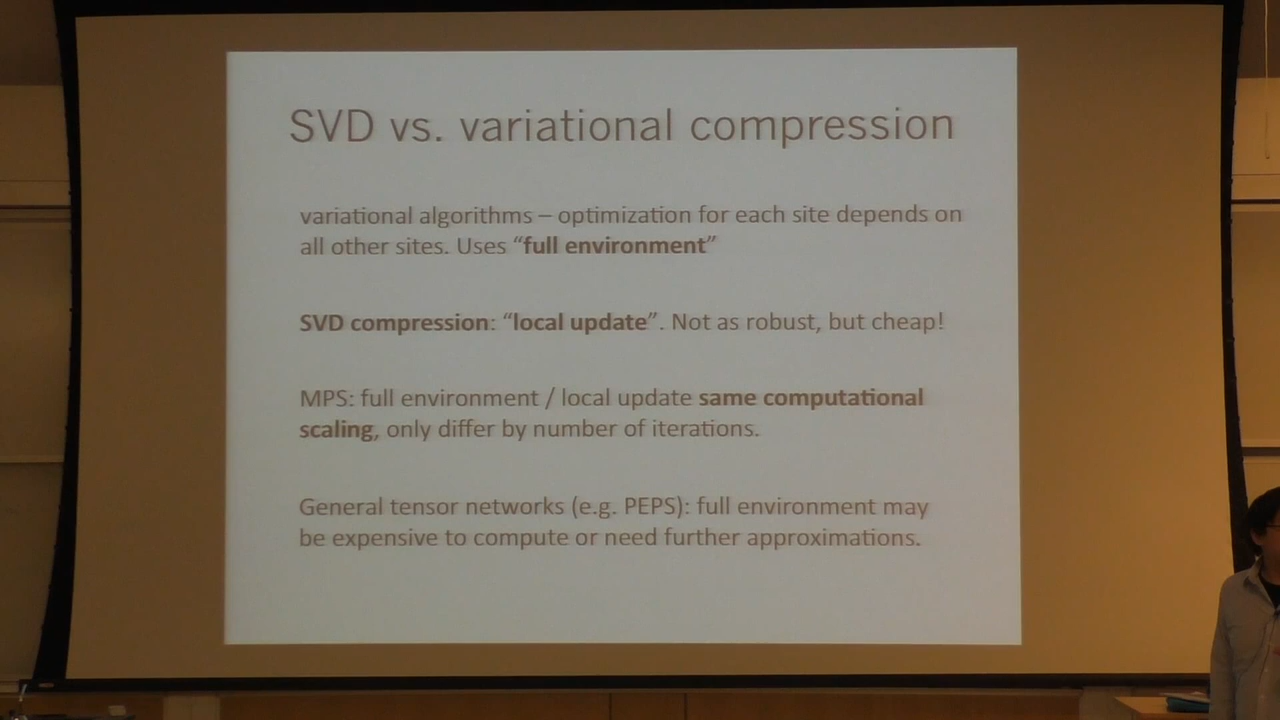 SVD vs. variational compression
variational algorithms – optimization for each site depends on
all other sites. Uses “full environment”
SVD compression: “local update”. Not as robust, but cheap!
MPS: full environment / local update same computational
scaling, only differ by number of iterations.
General tensor networks (e.g. PEPS): full environment may
be expensive to compute or need further approximations.